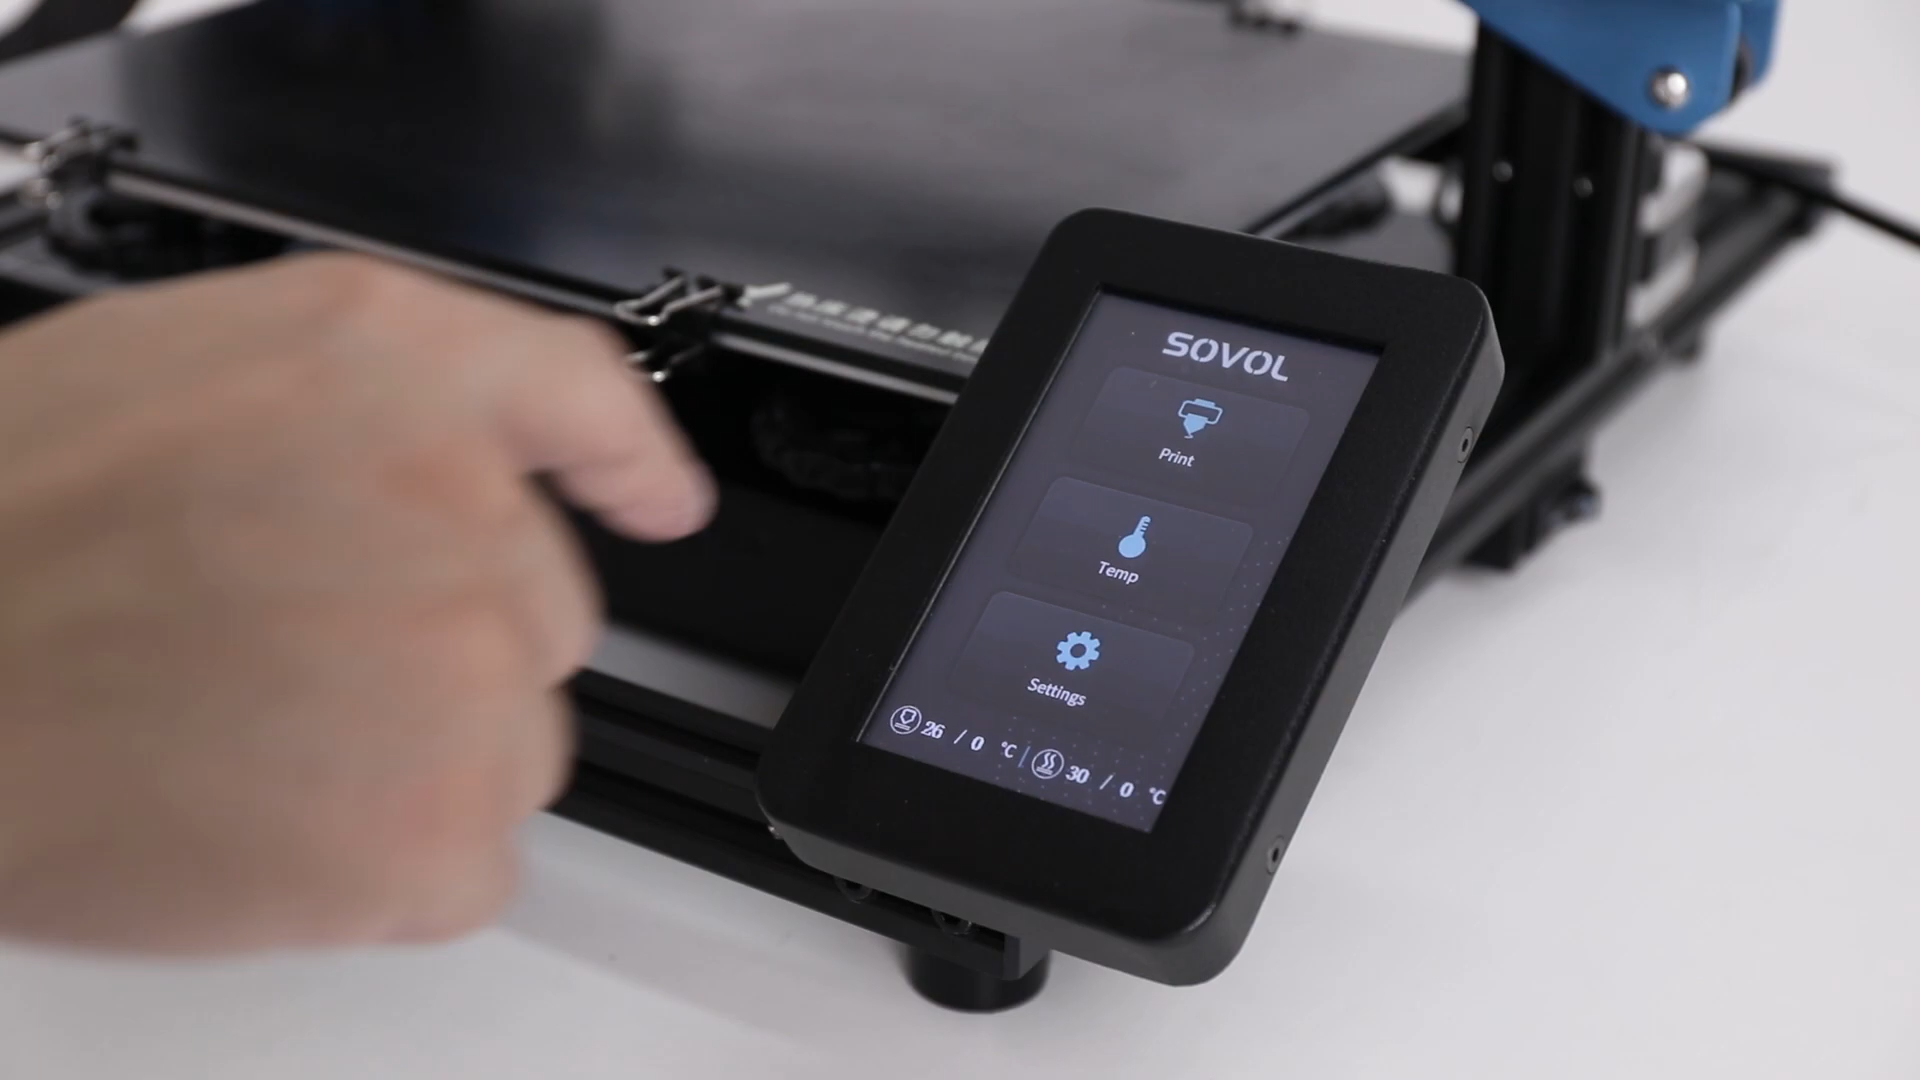 SOVOL
Print
Temp
Settings
26 / 0 ℃ | 30 / 0 ℃